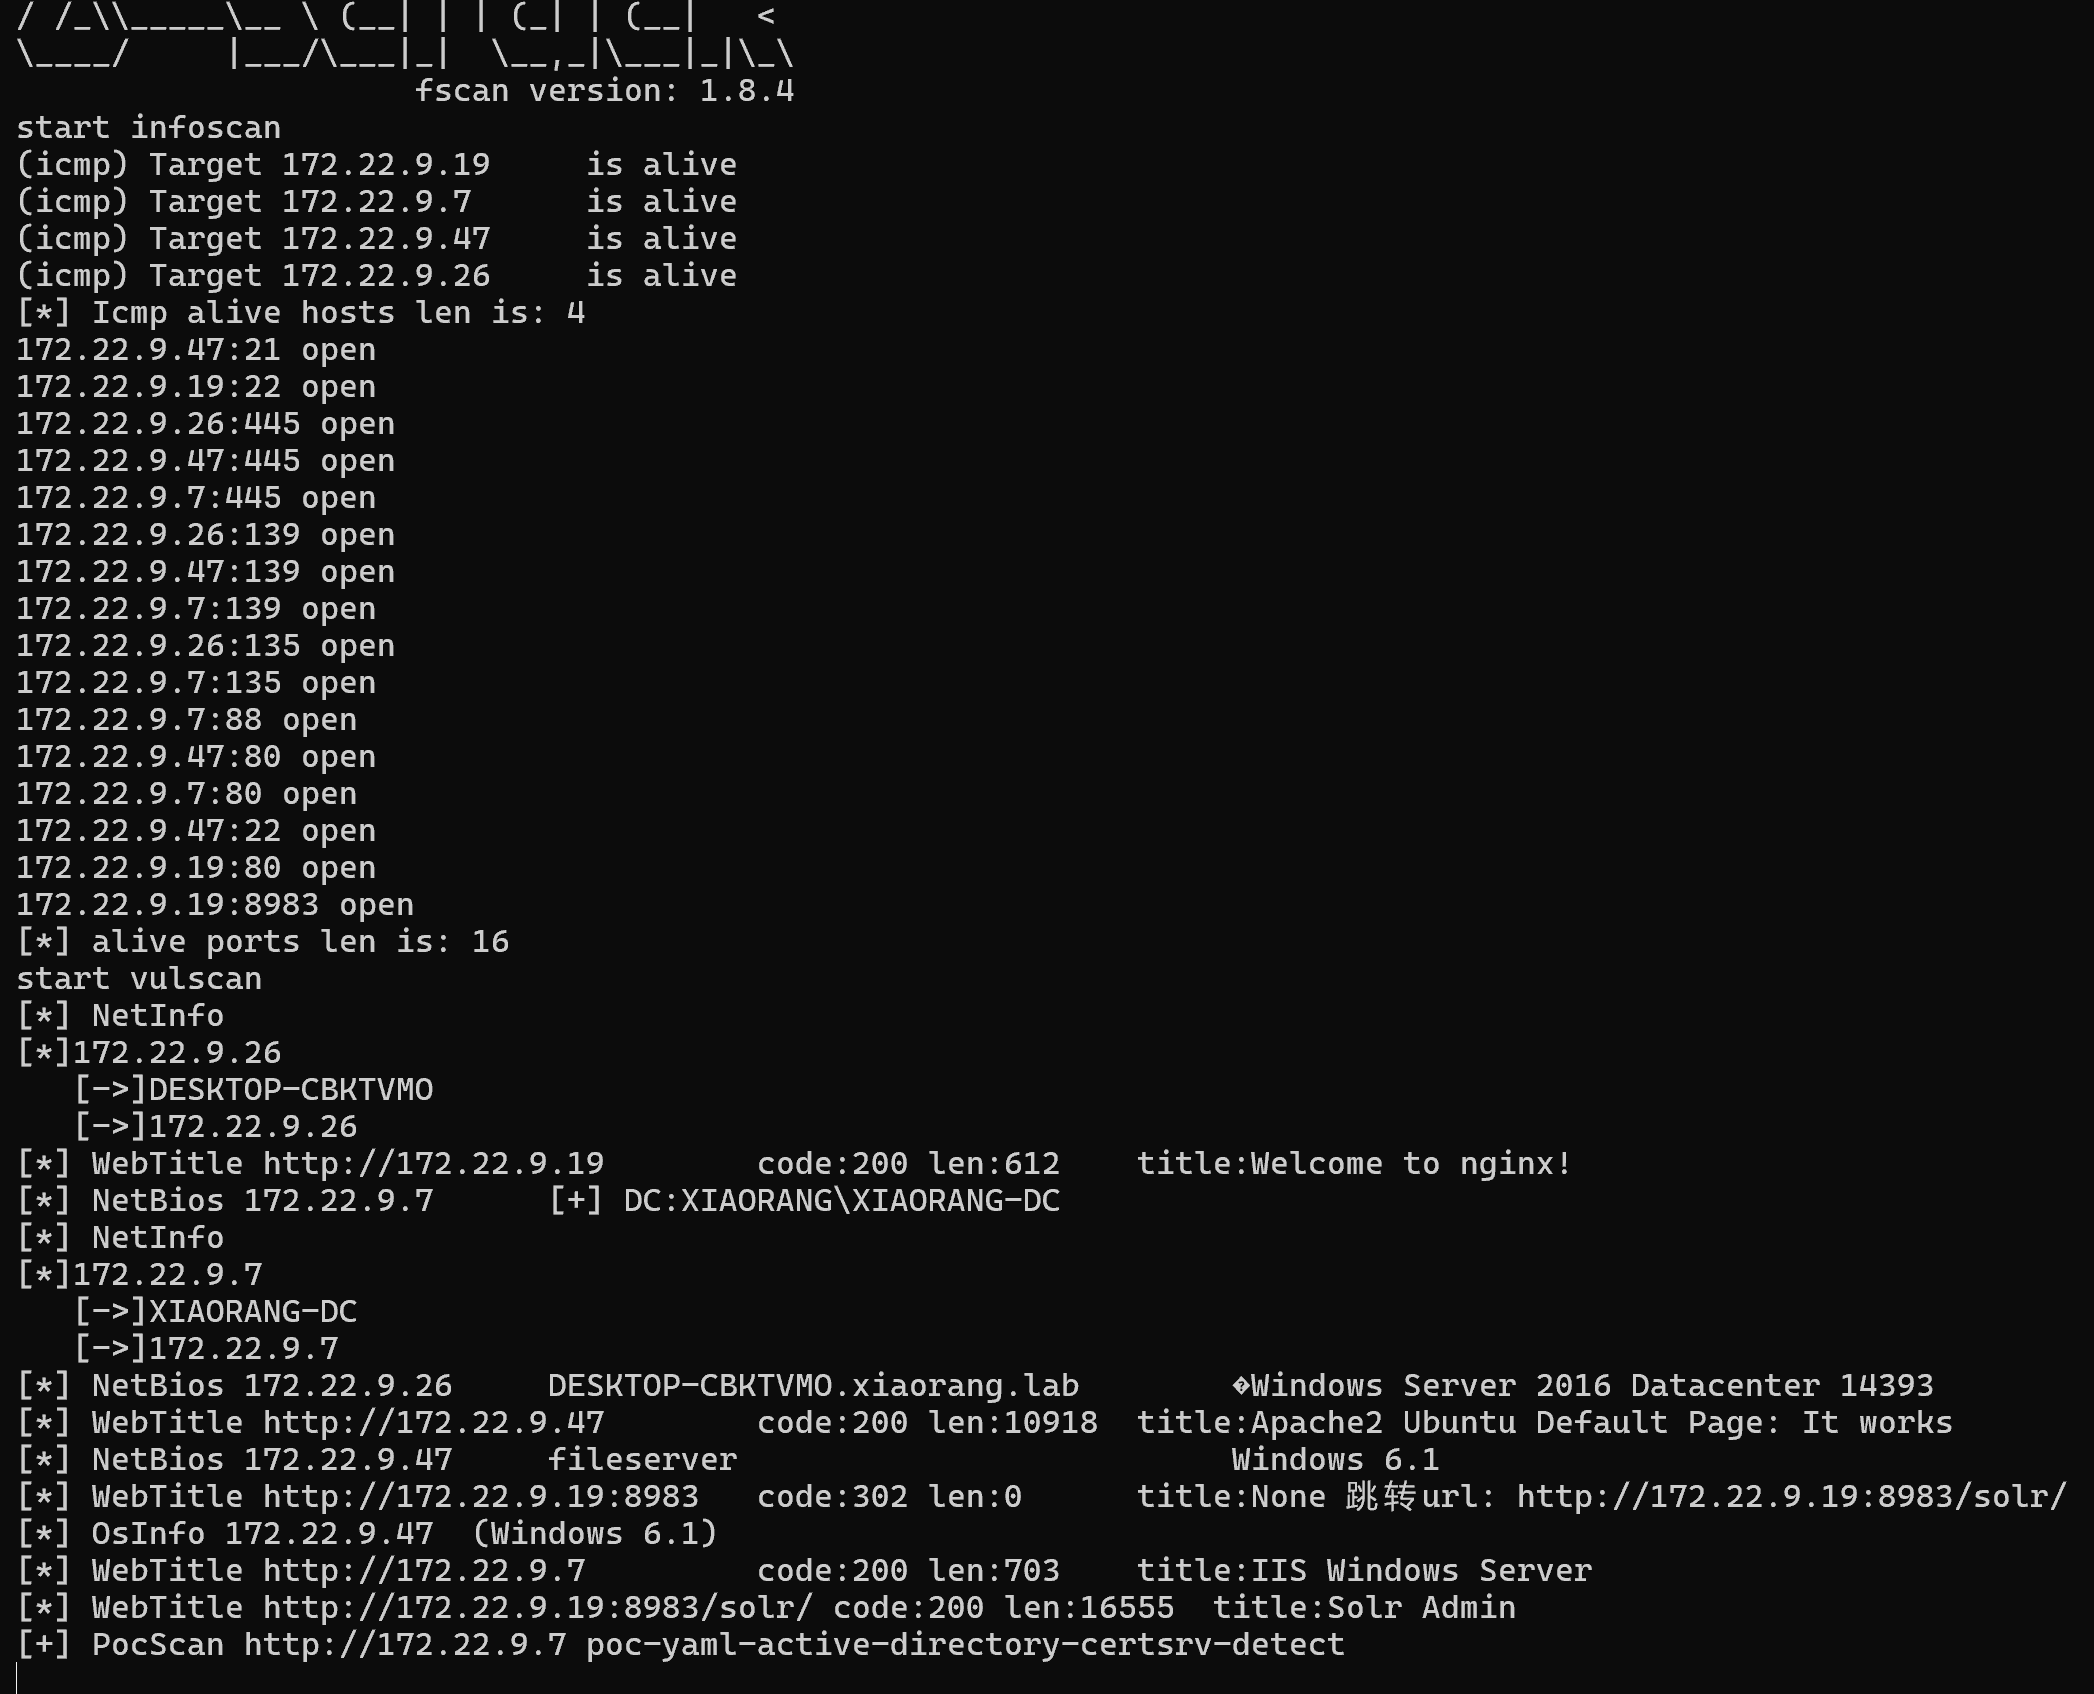 / /_\\_____\__ \ (__| | | (_| | (__|   <
\____/     |___/\___|_|  \__,_|\___|_|\_\
                     fscan version: 1.8.4
start infoscan
(icmp) Target 172.22.9.19     is alive
(icmp) Target 172.22.9.7      is alive
(icmp) Target 172.22.9.47     is alive
(icmp) Target 172.22.9.26     is alive
[*] Icmp alive hosts len is: 4
172.22.9.47:21 open
172.22.9.19:22 open
172.22.9.26:445 open
172.22.9.47:445 open
172.22.9.7:445 open
172.22.9.26:139 open
172.22.9.47:139 open
172.22.9.7:139 open
172.22.9.26:135 open
172.22.9.7:135 open
172.22.9.7:88 open
172.22.9.47:80 open
172.22.9.7:80 open
172.22.9.47:22 open
172.22.9.19:80 open
172.22.9.19:8983 open
[*] alive ports len is: 16
start vulscan
[*] NetInfo
[*]172.22.9.26
   [->]DESKTOP-CBKTVMO
   [->]172.22.9.26
[*] WebTitle http://172.22.9.19        code:200 len:612    title:Welcome to nginx!
[*] NetBios 172.22.9.7      [+] DC:XIAORANG\XIAORANG-DC
[*] NetInfo
[*]172.22.9.7
   [->]XIAORANG-DC
   [->]172.22.9.7
[*] NetBios 172.22.9.26     DESKTOP-CBKTVMO.xiaorang.lab        �Windows Server 2016 Datacenter 14393
[*] WebTitle http://172.22.9.47        code:200 len:10918  title:Apache2 Ubuntu Default Page: It works
[*] NetBios 172.22.9.47     fileserver                          Windows 6.1
[*] WebTitle http://172.22.9.19:8983   code:302 len:0      title:None 跳转url: http://172.22.9.19:8983/solr/
[*] OsInfo 172.22.9.47  (Windows 6.1)
[*] WebTitle http://172.22.9.7         code:200 len:703    title:IIS Windows Server
[*] WebTitle http://172.22.9.19:8983/solr/ code:200 len:16555  title:Solr Admin
[+] PocScan http://172.22.9.7 poc-yaml-active-directory-certsrv-detect